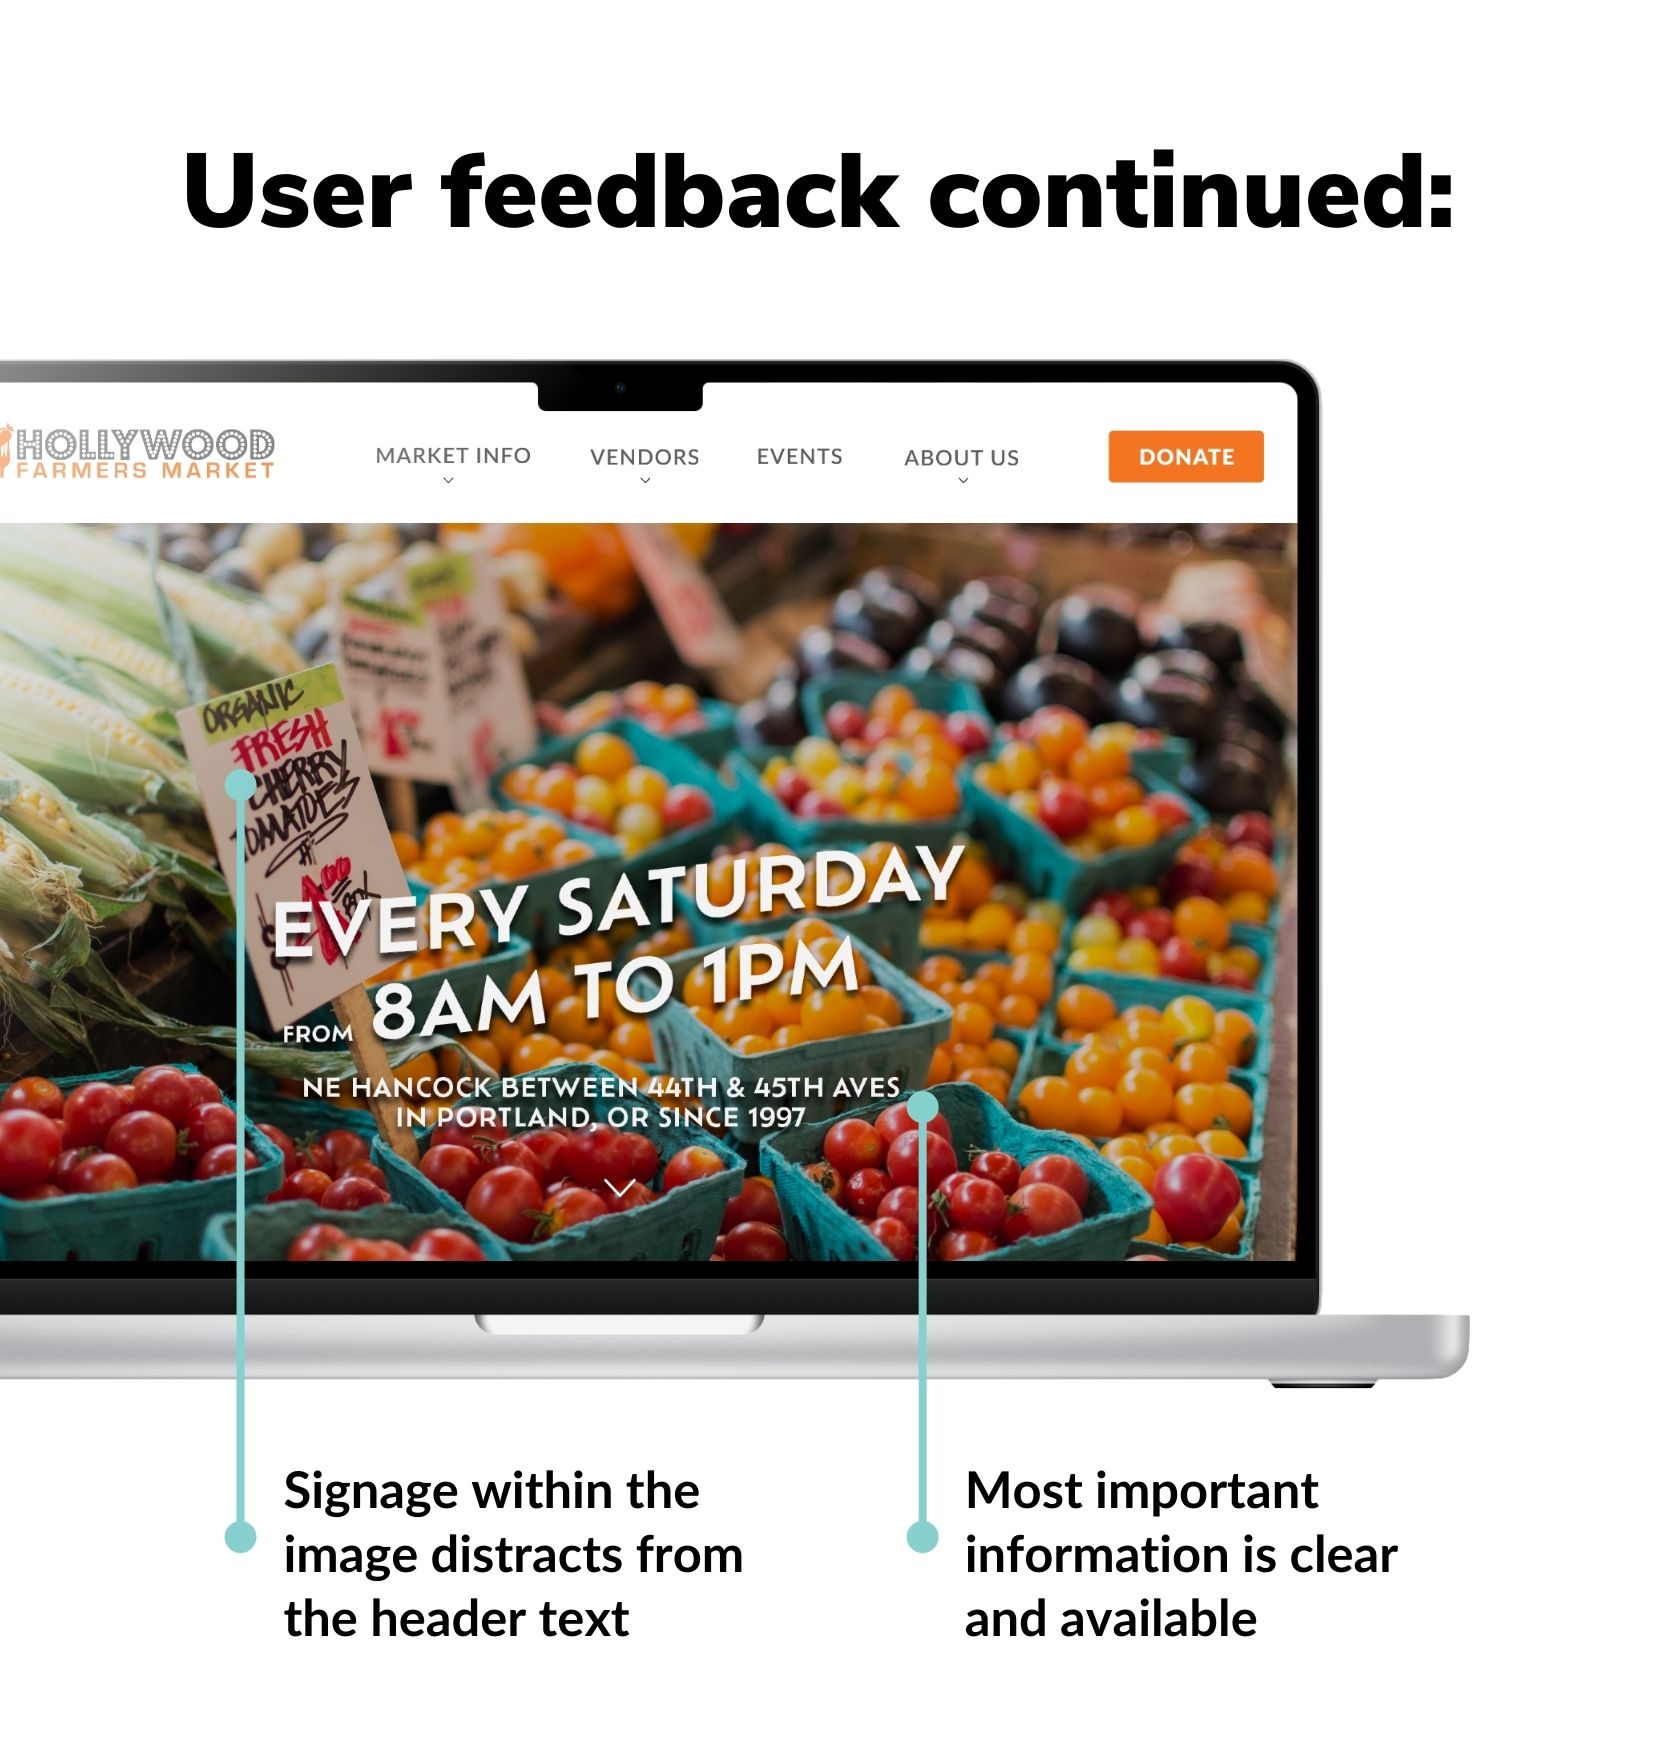 User feedback continued:
HOLLYWOOD
FARMERS MARKET
MARKET INFO
VENDORS
EVENTS
ABOUT US
DONATE
ORGANIC
FRESH
CHERRY
TOMATOES
EVERY SATURDAY
FROM 8AM TO 1PM
NE HANCOCK BETWEEN 44TH & 45TH AVES
IN PORTLAND, OR SINCE 1997
Signage within the
image distracts from
the header text
Most important
information is clear
and available